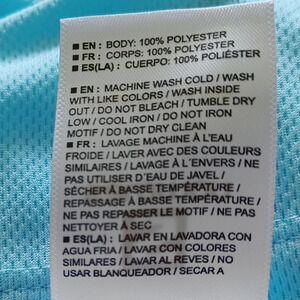 ■ EN : BODY: 100% POLYESTER
■ FR : CORPS: 100% POLYESTER
■ ES(LA) : CUERPO: 100% POLIÉSTER
■ EN : MACHINE WASH COLD / WASH
WITH LIKE COLORS / WASH INSIDE
OUT / DO NOT BLEACH / TUMBLE DRY
LOW / COOL IRON / DO NOT IRON
MOTIF / DO NOT DRY CLEAN
■ FR : LAVAGE MACHINE À L'EAU
FROIDE / LAVER AVEC DES COULEURS
SIMILAIRES / LAVAGE À L'ENVERS / NE
PAS UTILISER D'EAU DE JAVEL /
SÉCHER À BASSE TEMPÉRATURE /
REPASSAGE À BASSE TEMPÉRATURE /
NE PAS REPASSER LE MOTIF / NE PAS
NETTOYER À SEC
■ ES(LA) : LAVAR EN LAVADORA CON
AGUA FRIA / LAVAR CON COLORES
SIMILARES / LAVAR AL REVES / NO
USAR BLANQUEADOR / SECAR A